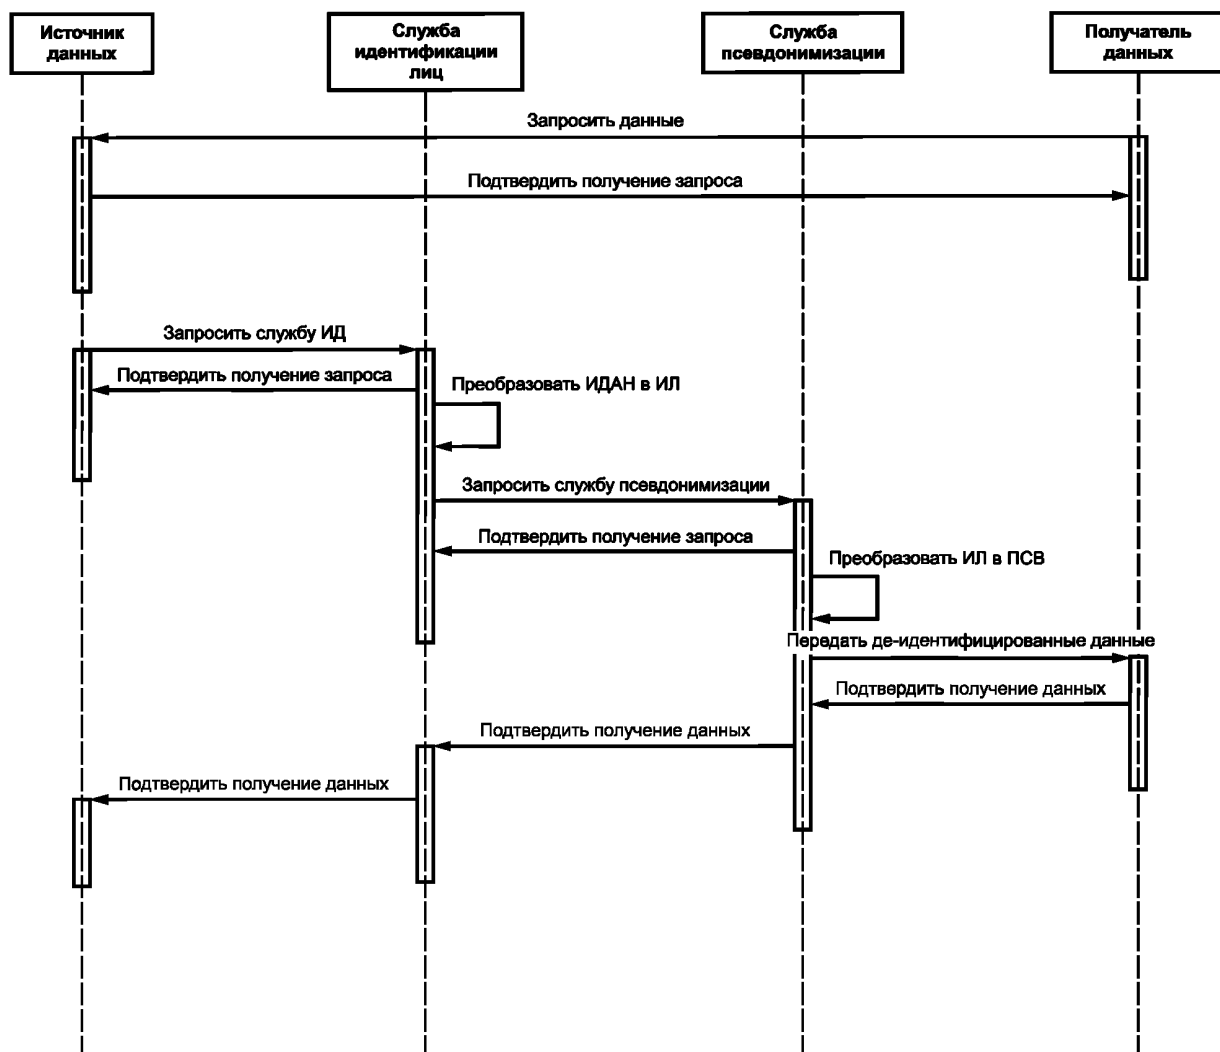 Источник
данных
Служба
идентификации
лиц
Служба
псевдонимизации
Получатель
данных
Запросить данные
Подтвердить получение запроса
Запросить службу ИД
Подтвердить получение запроса
Преобразовать ИДАН в ИЛ
Запросить службу псевдонимизации
Подтвердить получение запроса
Преобразовать ИЛ в ПСВ
Передать де-идентифицированные данные
Подтвердить получение данных
Подтвердить получение данных
Подтвердить получение данных